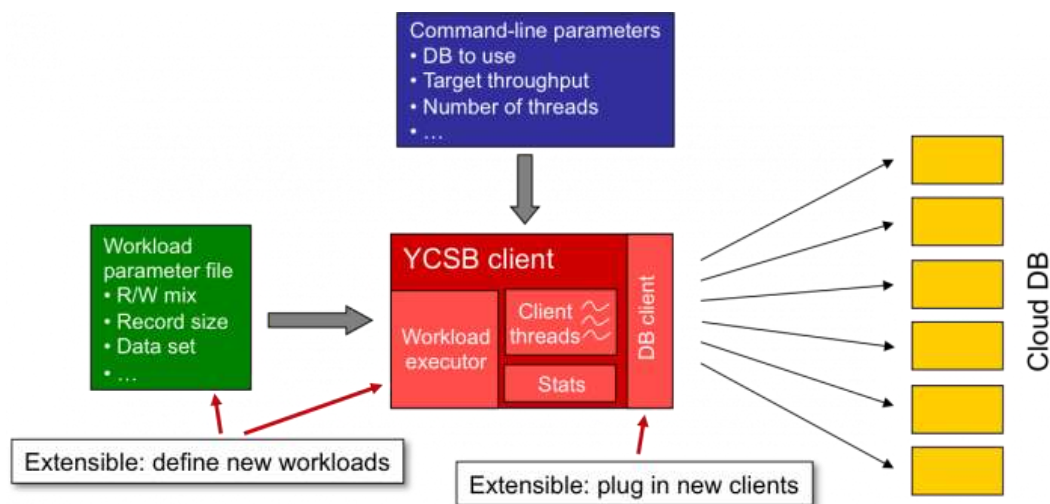 Command-line parameters
• DB to use
• Target throughput
• Number of threads
• ...
Workload
parameter file
• R/W mix
• Record size
• Data set
• ...
YCSB client
Workload
executor
Client
threads
Stats
DB client
Cloud DB
Extensible: define new workloads
Extensible: plug in new clients